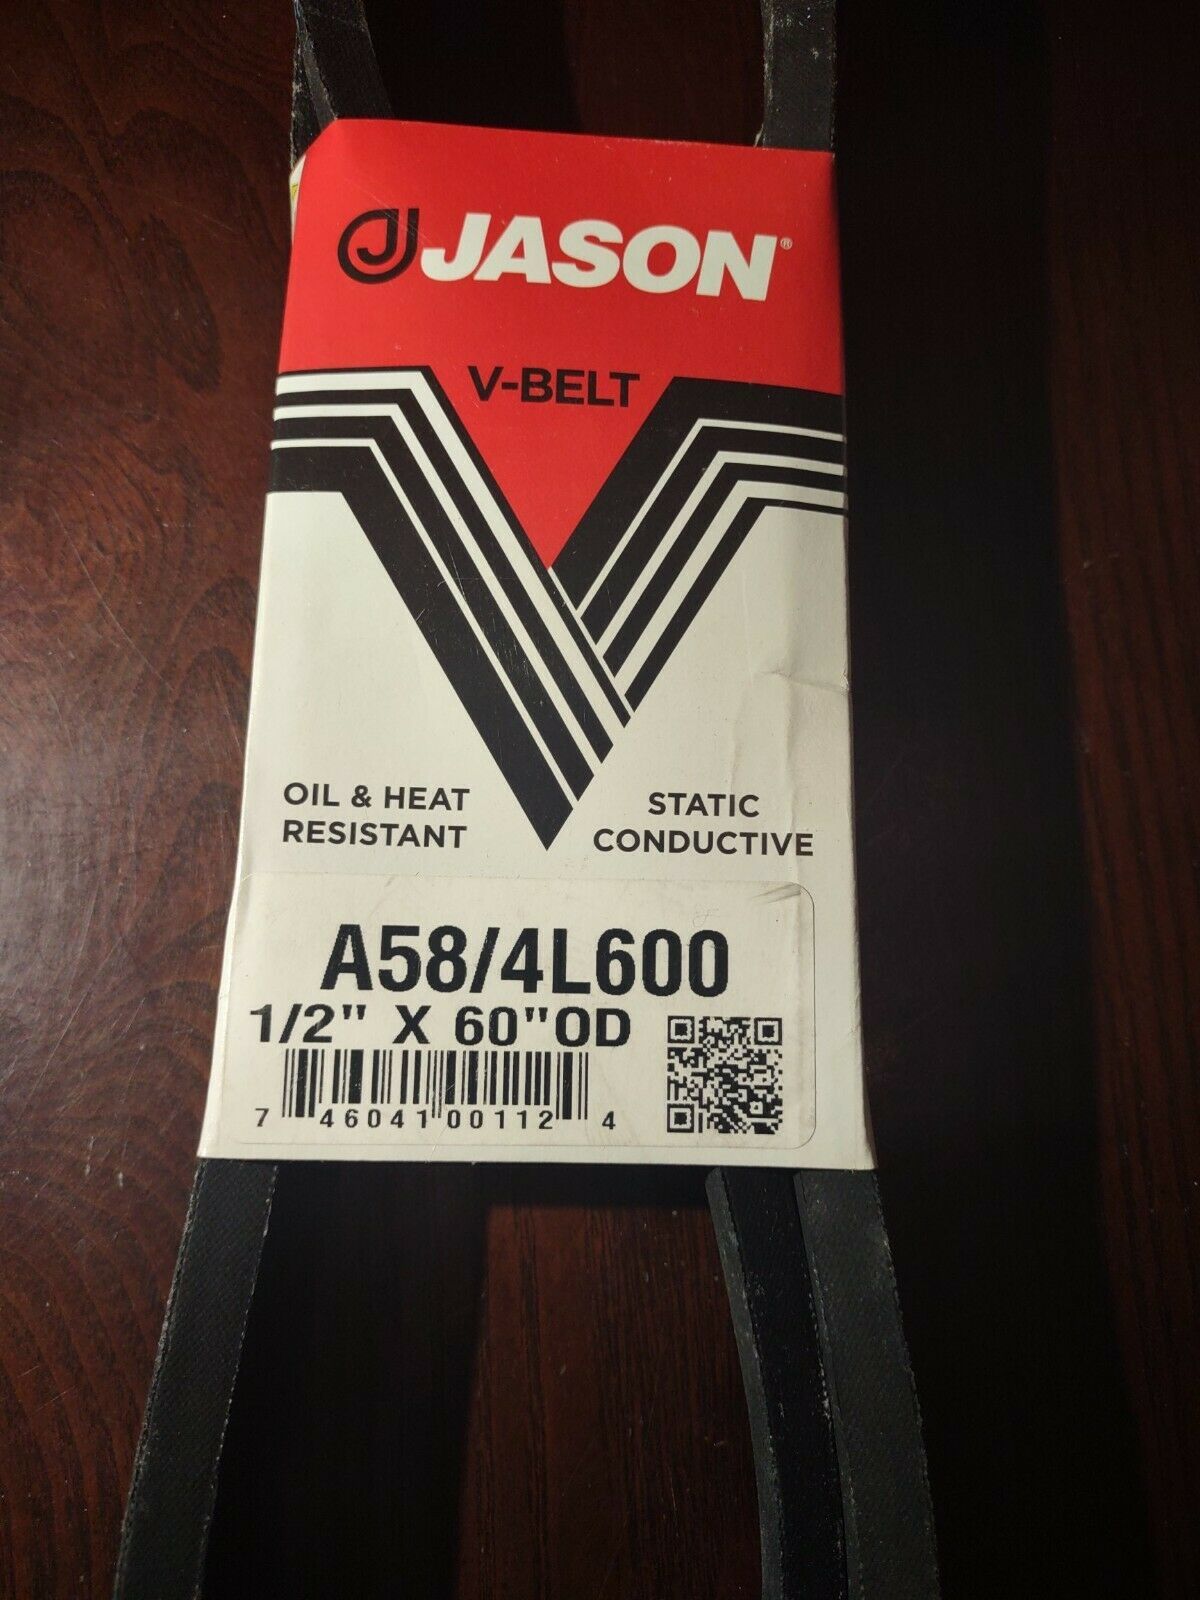 JASON®
V-BELT
OIL & HEAT
RESISTANT
STATIC
CONDUCTIVE
A58/4L600
1/2" X 60"OD
7 46041 00112 4